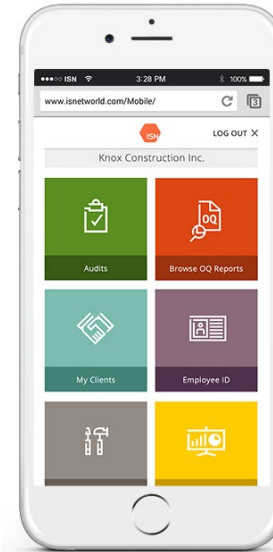 ISN 3:28 PM 100%
www.isnetworld.com/Mobile/ 3
ISN LOG OUT X
Knox Construction Inc.
Audits Browse OQ Reports
OQ
My Clients Employee ID